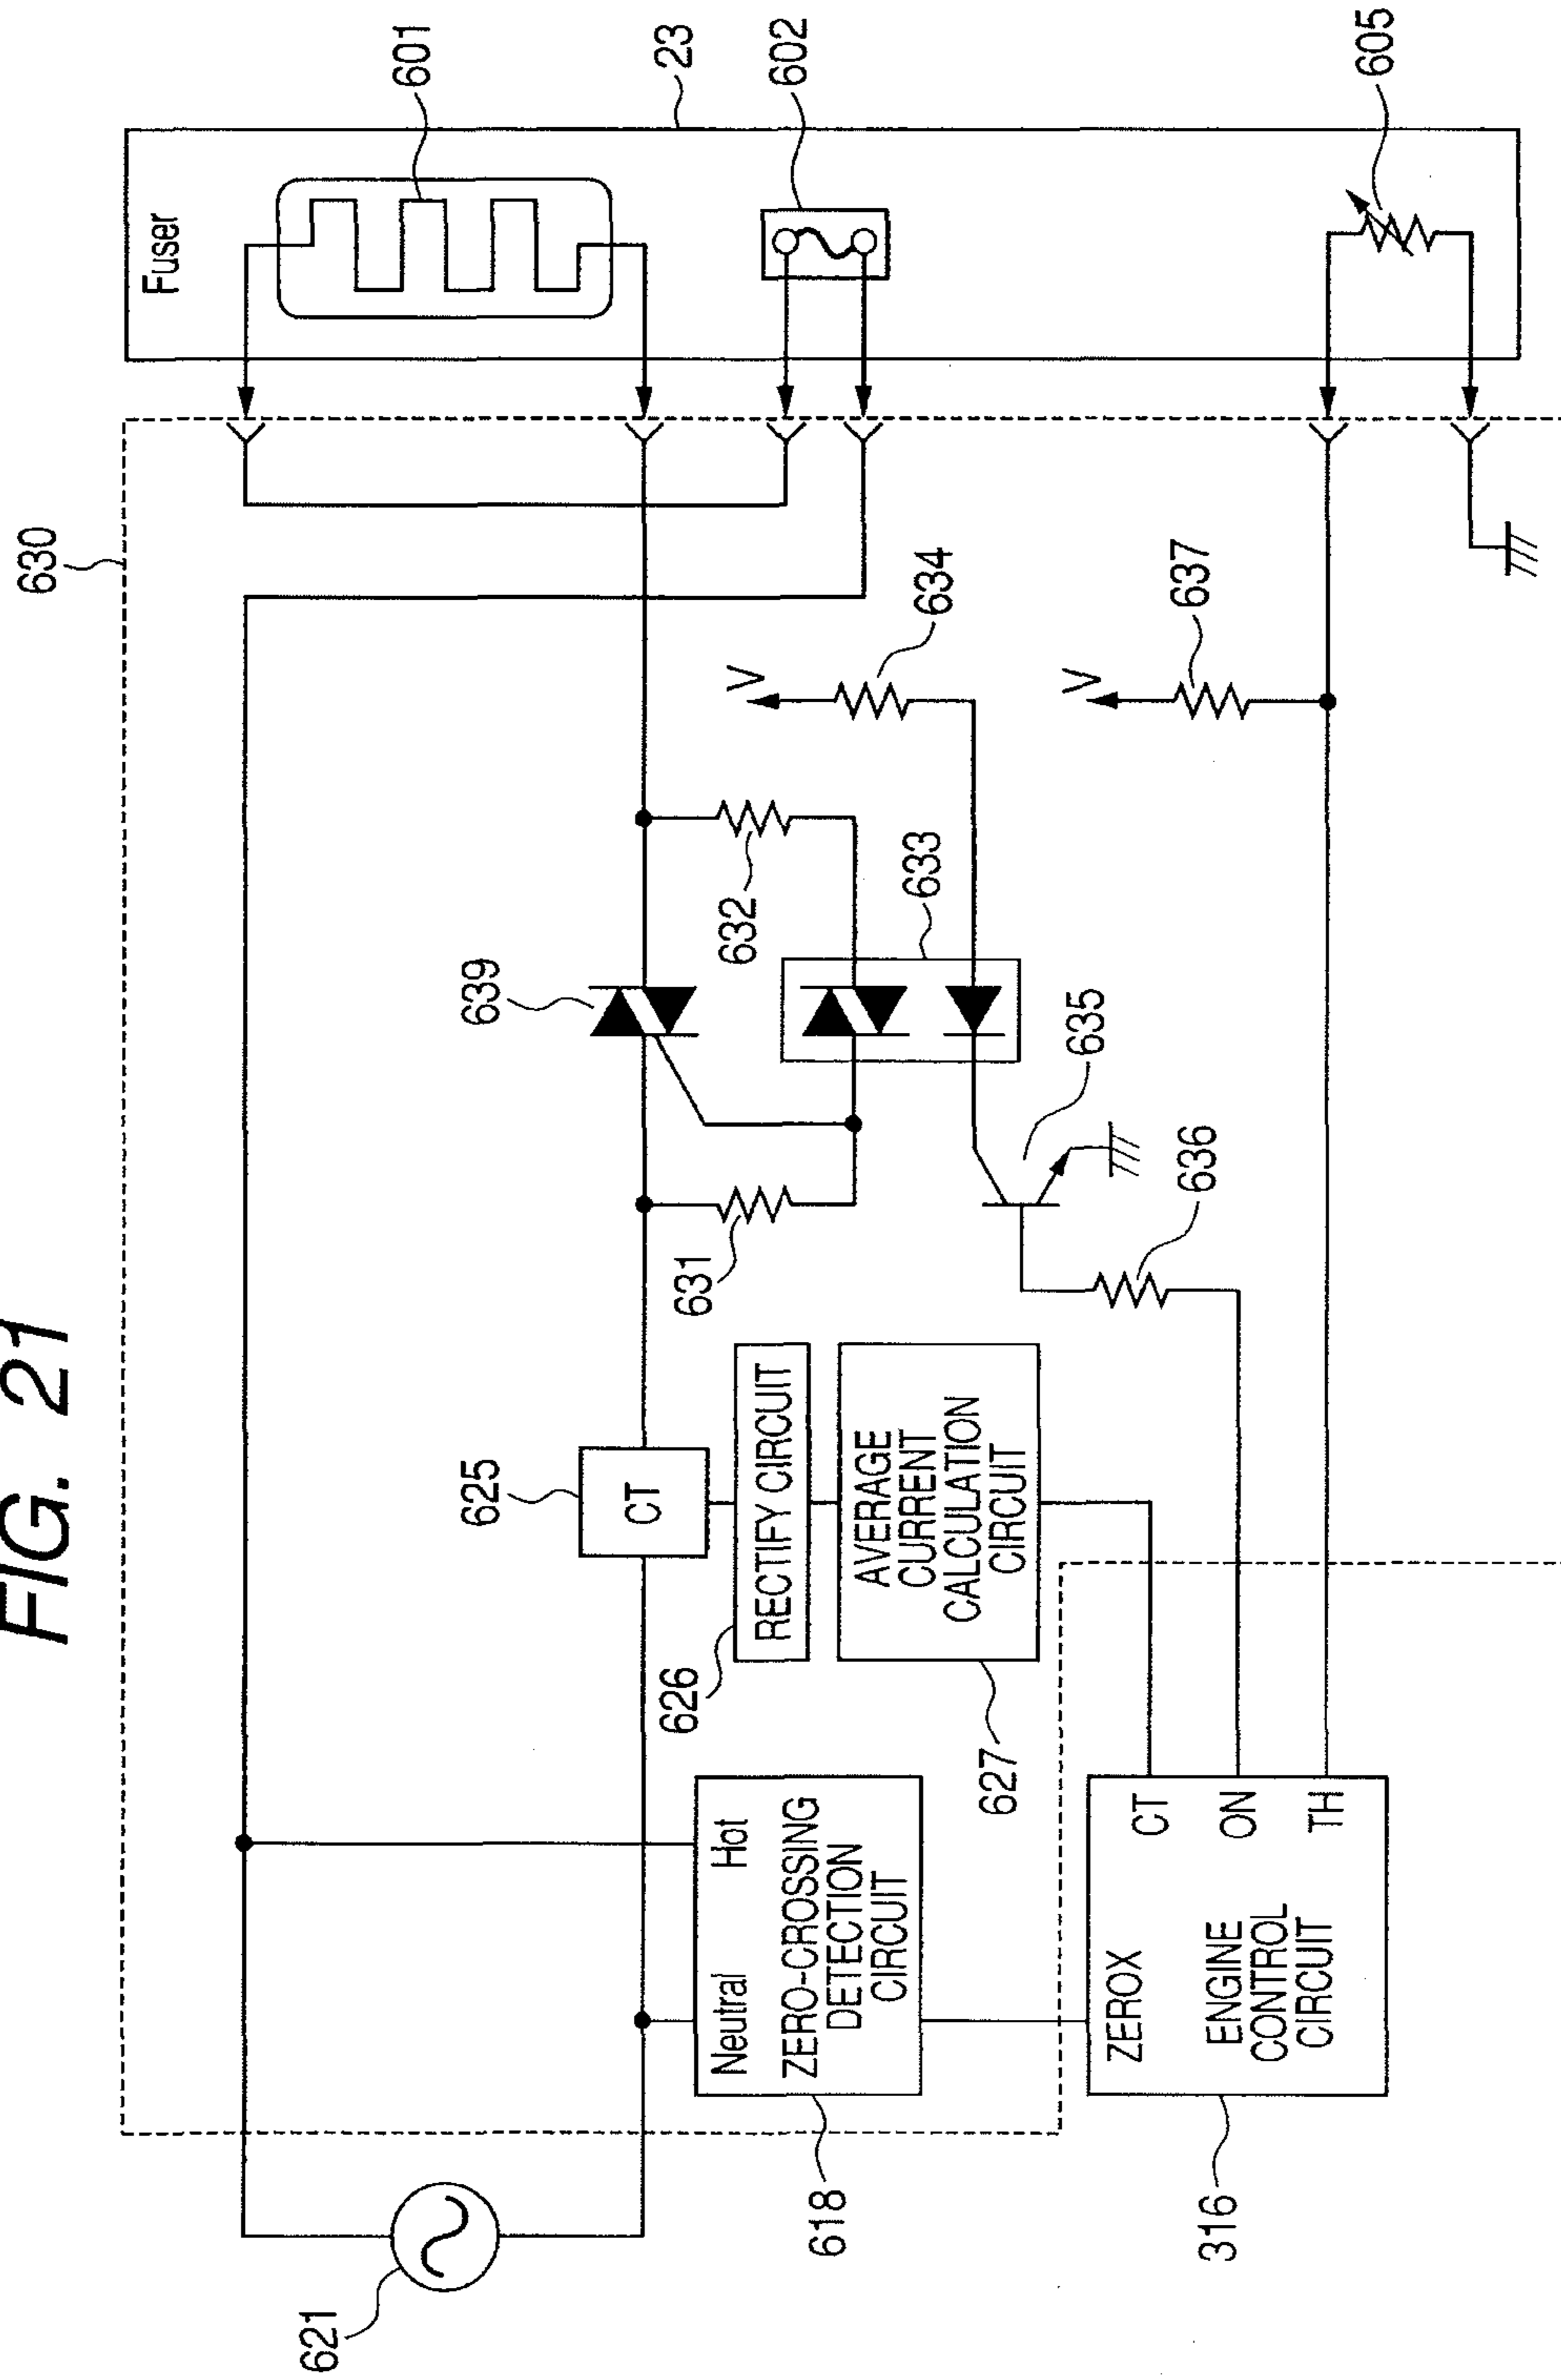 FIG. 21
630
Fuser
601
23
602
605
639
632
633
V
634
V
637
631
635
636
625
CT
626
RECTIFY CIRCUIT
AVERAGE
CURRENT
CALCULATION
CIRCUIT
627
621
Neutral
Hot
ZERO-CROSSING
DETECTION
CIRCUIT
618
ZEROX
CT
ON
TH
ENGINE
CONTROL
CIRCUIT
316